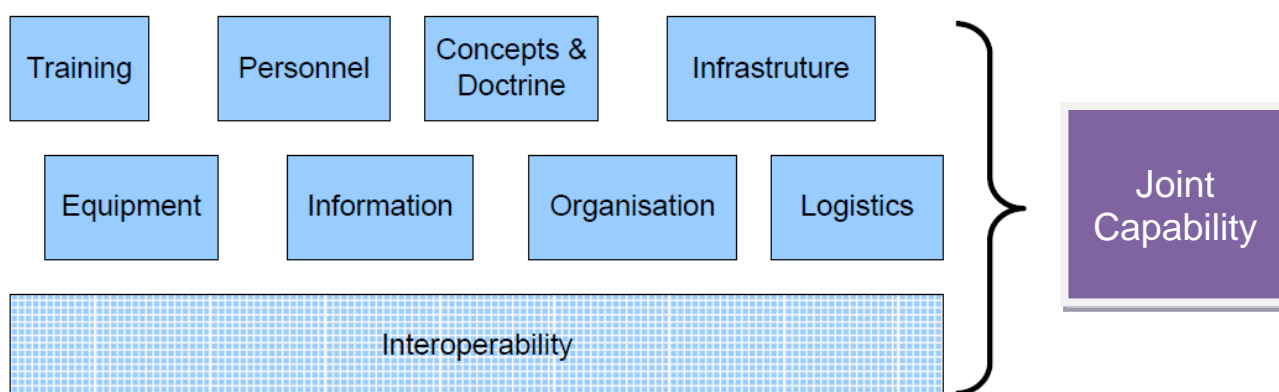 Training
Personnel
Concepts &
Doctrine
Infrastruture
Equipment
Information
Organisation
Logistics
Interoperability
Joint
Capability